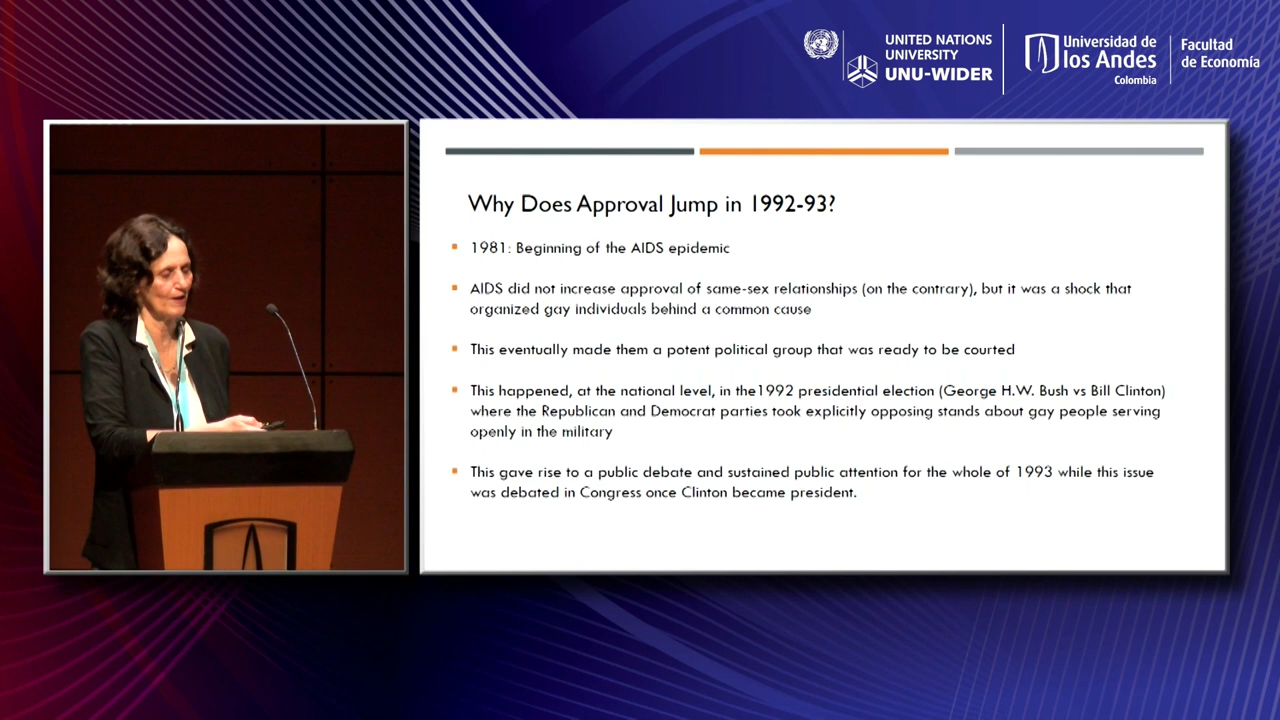 UNITED NATIONS
UNIVERSITY
UNU-WIDER
Universidad de
los Andes
Colombia
Facultad
de Economía
Why Does Approval Jump in 1992-93?
1981: Beginning of the AIDS epidemic
AIDS did not increase approval of same-sex relationships (on the contrary), but it was a shock that
organized gay individuals behind a common cause
This eventually made them a potent political group that was ready to be courted
This happened, at the national level, in the1992 presidential election (George H.W. Bush vs Bill Clinton)
where the Republican and Democrat parties took explicitly opposing stands about gay people serving
openly in the military
This gave rise to a public debate and sustained public attention for the whole of 1993 while this issue
was debated in Congress once Clinton became president.